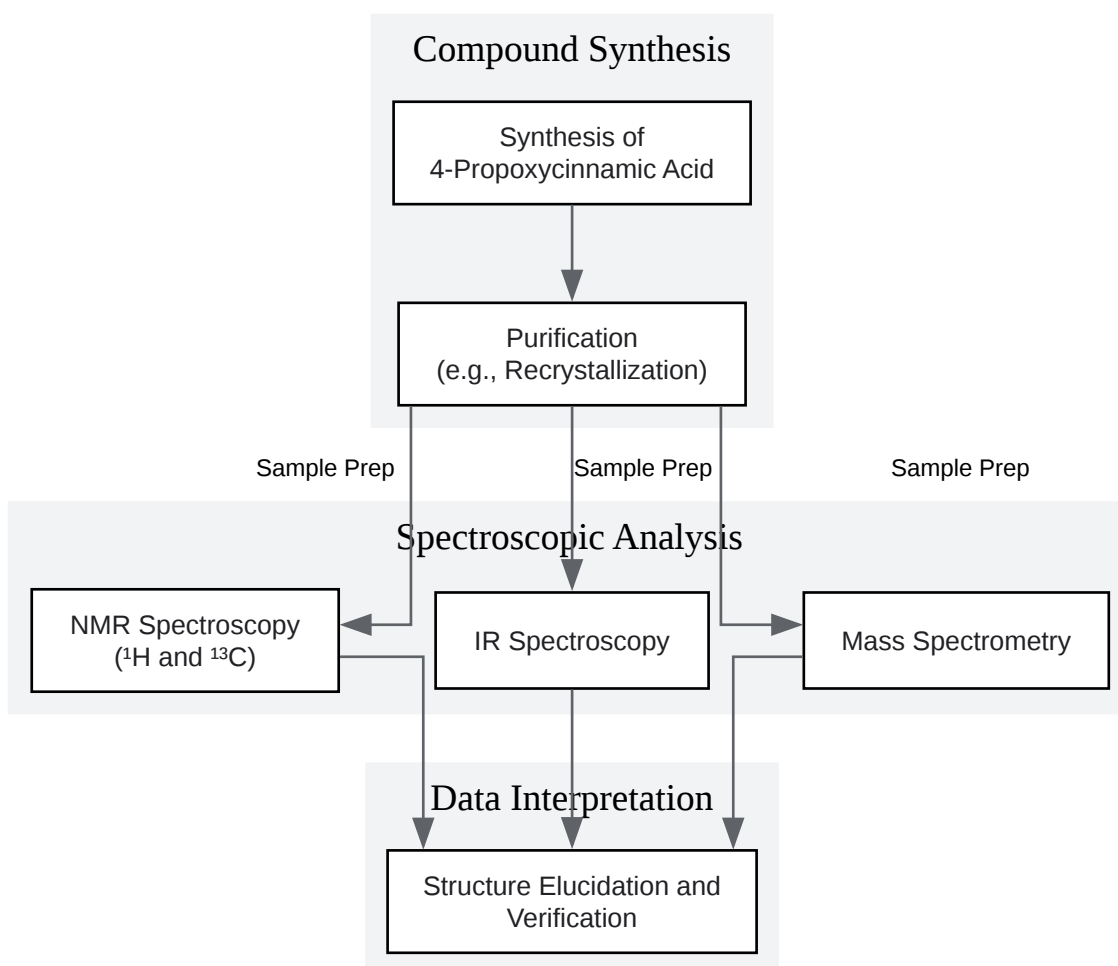 Compound Synthesis
Synthesis of
4-Propoxycinnamic Acid
Purification
(e.g., Recrystallization)
Sample Prep
Sample Prep
Sample Prep
Spectroscopic Analysis
NMR Spectroscopy
(¹H and ¹³C)
IR Spectroscopy
Mass Spectrometry
Data Interpretation
Structure Elucidation and
Verification